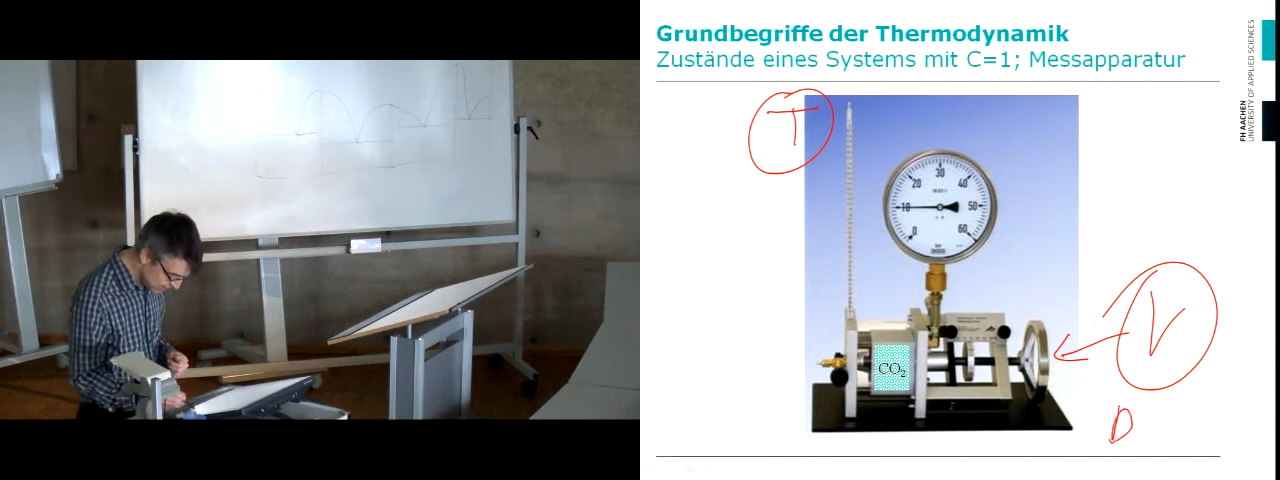 Grundbegriffe der Thermodynamik
Zustände eines Systems mit C=1; Messapparatur
FH AACHEN
UNIVERSITY OF APPLIED SCIENCES
T
30
20
40
10
50
0
60
bar
CO₂
V